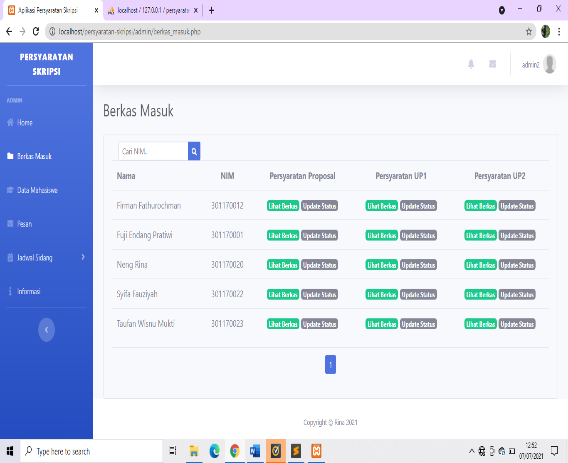 Aplikasi Persyaratan Skripsi
localhost / 127.0.0.1 / persyarata
localhost/persyaratan-skripsi/admin/berkas_masuk.php
PERSYARATAN
SKRIPSI
admin2
ADMIN
Home
Berkas Masuk
Data Mahasiswa
Pesan
Jadwal Sidang
Informasi
Berkas Masuk
Cari NIM..
Nama NIM Persyaratan Proposal Persyaratan UP1 Persyaratan UP2
Firman Fathurochman 301170012 Lihat Berkas Update Status Lihat Berkas Update Status Lihat Berkas Update Status
Fuji Endang Pratiwi 301170001 Lihat Berkas Update Status Lihat Berkas Update Status Lihat Berkas Update Status
Neng Rina 301170020 Lihat Berkas Update Status Lihat Berkas Update Status Lihat Berkas Update Status
Syifa Fauziyah 301170022 Lihat Berkas Update Status Lihat Berkas Update Status Lihat Berkas Update Status
Taufan Wisnu Mukti 301170023 Lihat Berkas Update Status Lihat Berkas Update Status Lihat Berkas Update Status
1
Copyright © Rina 2021
Type here to search
12:52
07/07/2021